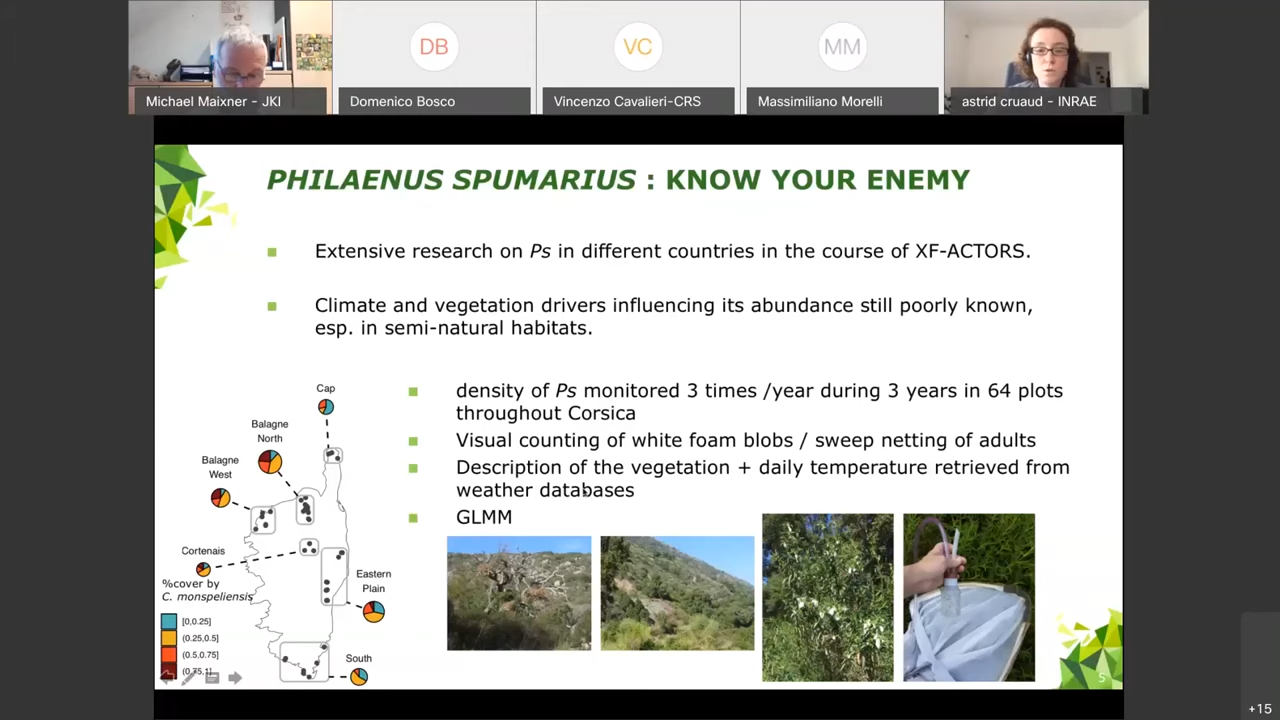 DB
VC
MM
Michael Maixner - JKI
Domenico Bosco
Vincenzo Cavalieri-CRS
Massimiliano Morelli
astrid cruaud - INRAE
PHILAENUS SPUMARIUS : KNOW YOUR ENEMY
Extensive research on Ps in different countries in the course of XF-ACTORS.
Climate and vegetation drivers influencing its abundance still poorly known,
esp. in semi-natural habitats.
density of Ps monitored 3 times /year during 3 years in 64 plots
throughout Corsica
Visual counting of white foam blobs / sweep netting of adults
Description of the vegetation + daily temperature retrieved from
weather databases
GLMM
Cap
Balagne
North
Balagne
West
Cortenais
Eastern
Plain
South
%cover by
C. monspeliensis
[0,0.25]
(0.25,0.5]
(0.5,0.75]
(0.75,1]
5
+15